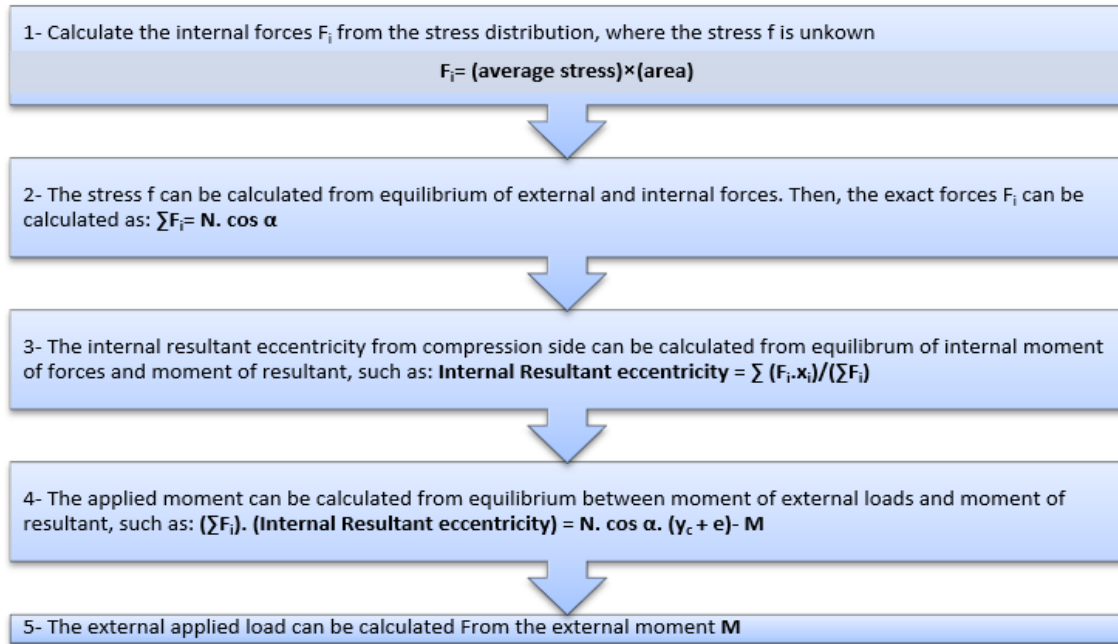 1- Calculate the internal forces Fᵢ from the stress distribution, where the stress f is unkown
Fᵢ= (average stress)×(area)
2- The stress f can be calculated from equilibrium of external and internal forces. Then, the exact forces Fᵢ can be
calculated as: ∑Fᵢ= N. cos α
3- The internal resultant eccentricity from compression side can be calculated from equilibrum of internal moment
of forces and moment of resultant, such as: Internal Resultant eccentricity = ∑ (Fᵢ.xᵢ)/(∑Fᵢ)
4- The applied moment can be calculated from equilibrium between moment of external loads and moment of
resultant, such as: (∑Fᵢ). (Internal Resultant eccentricity) = N. cos α. (y_c + e)- M
5- The external applied load can be calculated From the external moment M